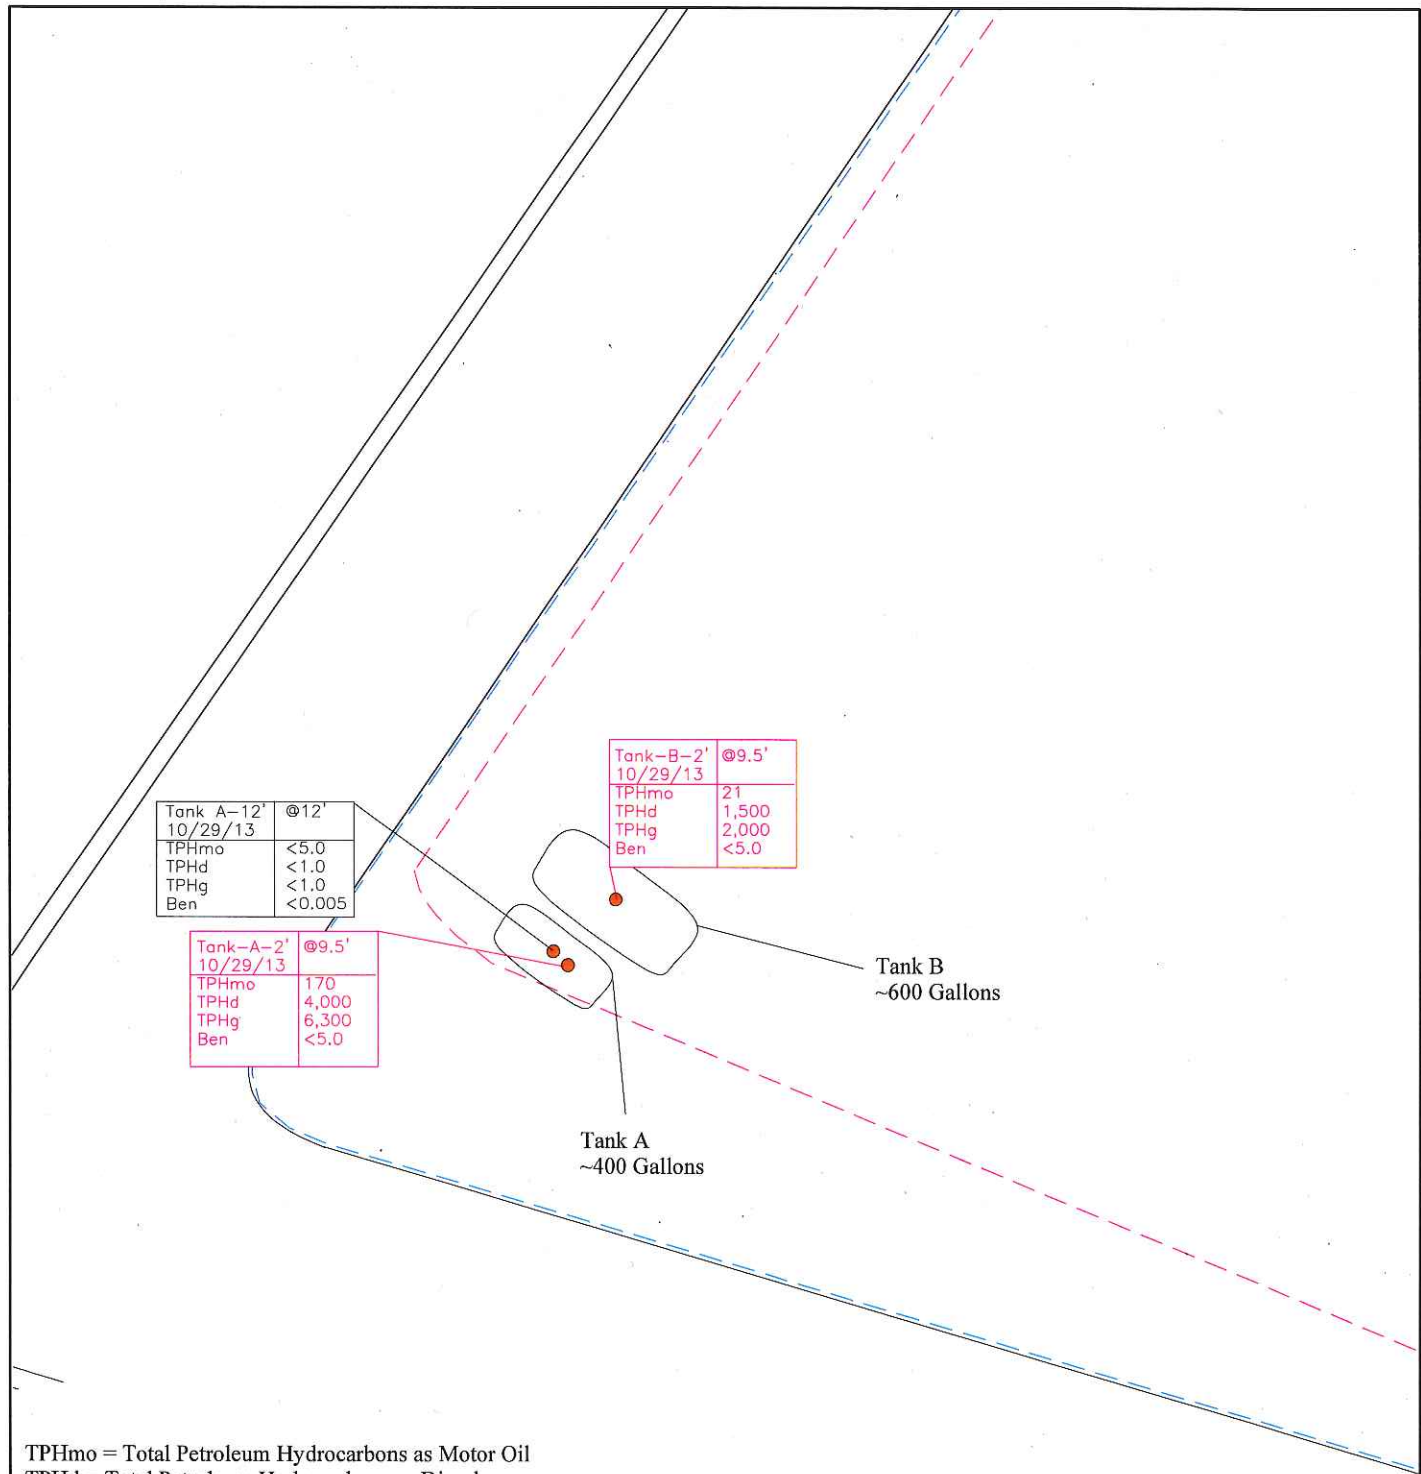 Tank-B-2' @9.5'
10/29/13
TPHmo 21
TPHd 1,500
TPHg 2,000
Ben <5.0
Tank A-12' @12'
10/29/13
TPHmo <5.0
TPHd <1.0
TPHg <1.0
Ben <0.005
Tank-A-2' @9.5'
10/29/13
TPHmo 170
TPHd 4,000
TPHg 6,300
Ben <5.0
Tank B
~600 Gallons
Tank A
~400 Gallons
TPHmo = Total Petroleum Hydrocarbons as Motor Oil